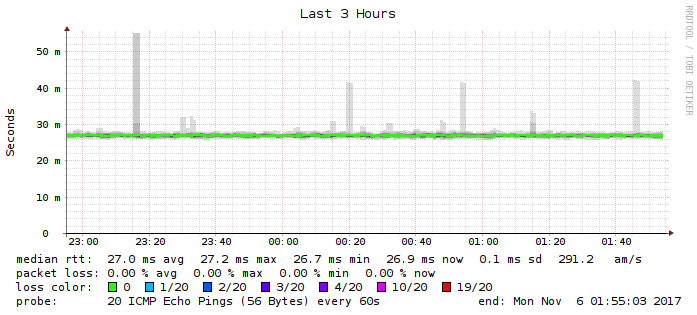 Last 3 Hours
RRDTOOL / TOBI OETIKER
Seconds
50 m
40 m
30 m
20 m
10 m
0
23:00 23:20 23:40 00:00 00:20 00:40 01:00 01:20 01:40
median rtt: 27.0 ms avg 27.2 ms max 26.7 ms min 26.9 ms now 0.1 ms sd 291.2 am/s
packet loss: 0.00 % avg 0.00 % max 0.00 % min 0.00 % now
loss color: 0 1/20 2/20 3/20 4/20 10/20 19/20
probe: 20 ICMP Echo Pings (56 Bytes) every 60s end: Mon Nov 6 01:55:03 2017